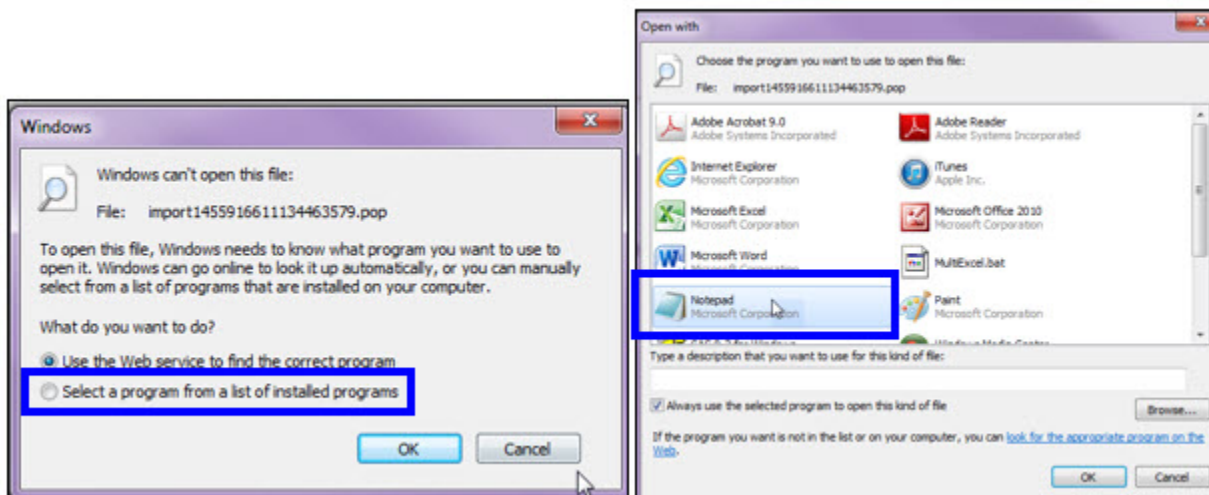 Windows
Windows can't open this file:
File: import1455916611134463579.pop
To open this file, Windows needs to know what program you want to use to
open it. Windows can go online to look it up automatically, or you can manually
select from a list of programs that are installed on your computer.
What do you want to do?
Use the Web service to find the correct program
Select a program from a list of installed programs
OK Cancel
Open with
Choose the program you want to use to open this file:
File: import1455916611134463579.pop
Adobe Acrobat 9.0
Adobe Systems Incorporated
Adobe Reader
Adobe Systems Incorporated
Internet Explorer
Microsoft Corporation
iTunes
Apple Inc.
Microsoft Excel
Microsoft Corporation
Microsoft Office 2010
Microsoft Corporation
Microsoft Word
Microsoft Corporation
MultiExcel.bat
Notepad
Microsoft Corporation
Paint
Microsoft Corporation
Type a description that you want to use for this kind of file:
Always use the selected program to open this kind of file
Browse...
If the program you want is not in the list or on your computer, you can look for the appropriate program on the
Web.
OK Cancel